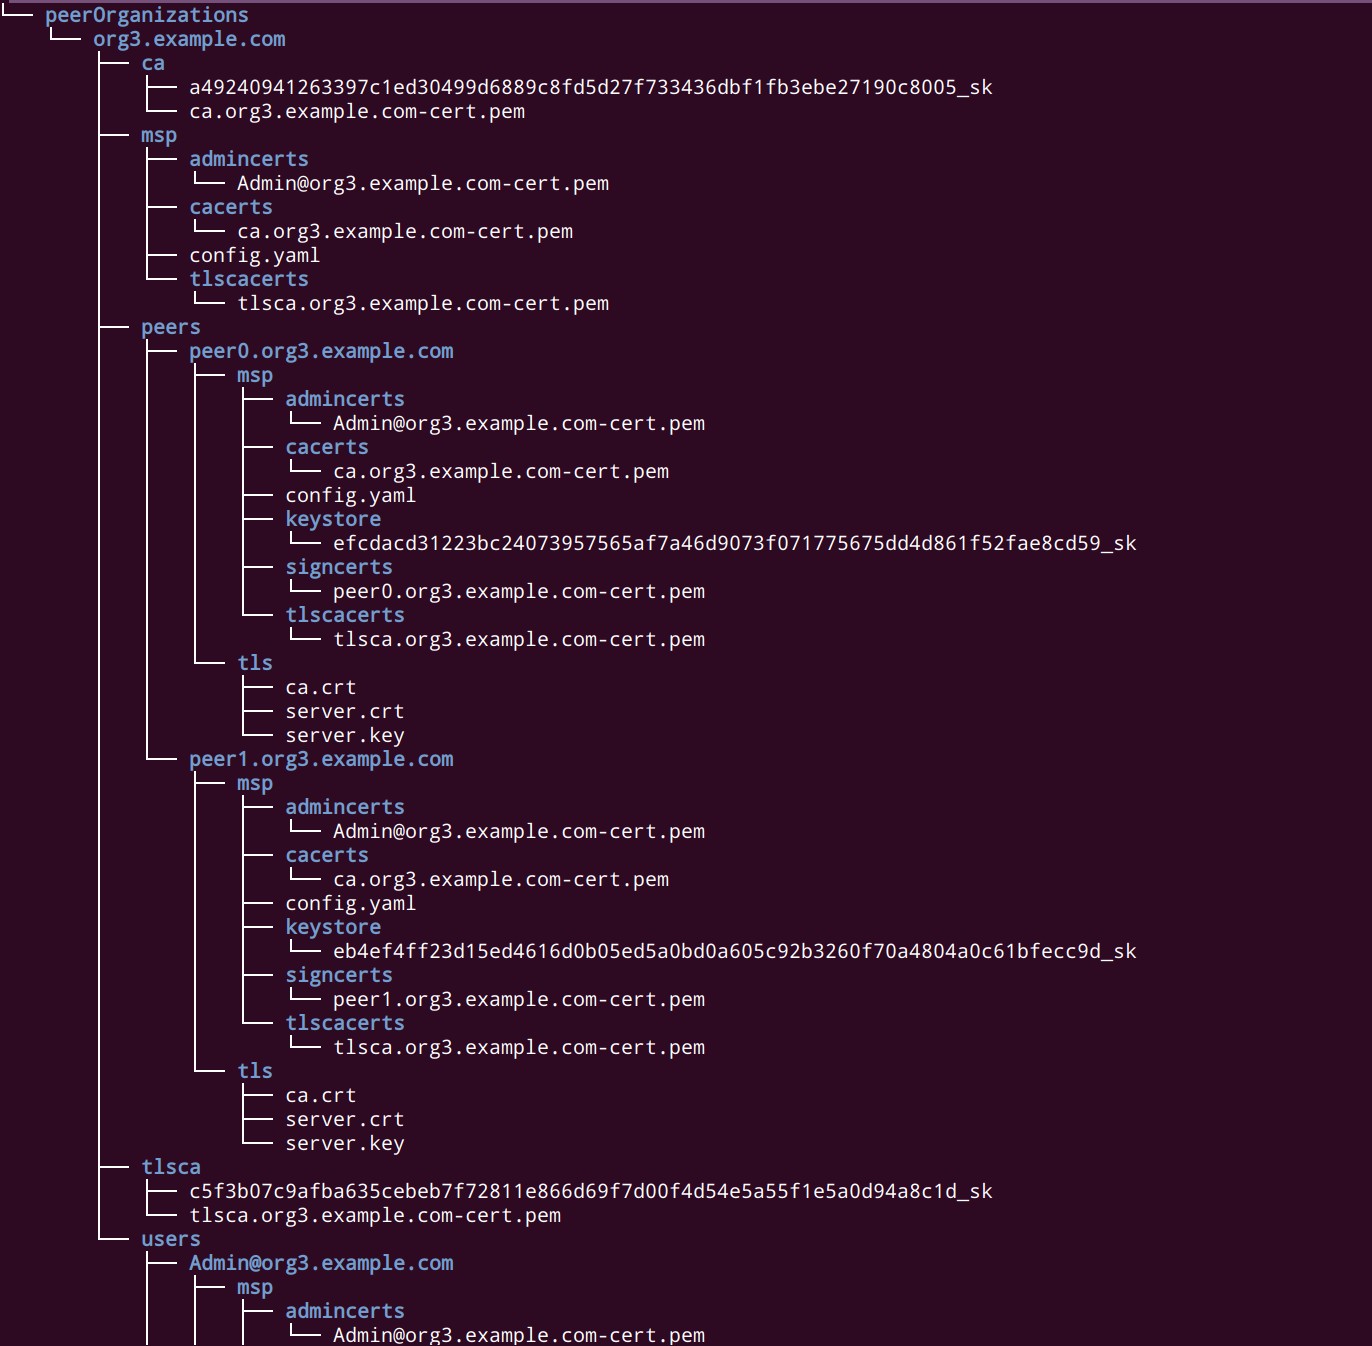 └── peerOrganizations
    └── org3.example.com
        ├── ca
        │   ├── a49240941263397c1ed30499d6889c8fd5d27f733436dbf1fb3ebe27190c8005_sk
        │   └── ca.org3.example.com-cert.pem
        ├── msp
        │   ├── admincerts
        │   │   └── Admin@org3.example.com-cert.pem
        │   ├── cacerts
        │   │   └── ca.org3.example.com-cert.pem
        │   ├── config.yaml
        │   └── tlscacerts
        │       └── tlsca.org3.example.com-cert.pem
        ├── peers
        │   ├── peer0.org3.example.com
        │   │   ├── msp
        │   │   │   ├── admincerts
        │   │   │   │   └── Admin@org3.example.com-cert.pem
        │   │   │   ├── cacerts
        │   │   │   │   └── ca.org3.example.com-cert.pem
        │   │   │   ├── config.yaml
        │   │   │   ├── keystore
        │   │   │   │   └── efcdacd31223bc24073957565af7a46d9073f071775675dd4d861f52fae8cd59_sk
        │   │   │   ├── signcerts
        │   │   │   │   └── peer0.org3.example.com-cert.pem
        │   │   │   └── tlscacerts
        │   │   │       └── tlsca.org3.example.com-cert.pem
        │   │   └── tls
        │   │       ├── ca.crt
        │   │       ├── server.crt
        │   │       └── server.key
        │   └── peer1.org3.example.com
        │       ├── msp
        │       │   ├── admincerts
        │       │   │   └── Admin@org3.example.com-cert.pem
        │       │   ├── cacerts
        │       │   │   └── ca.org3.example.com-cert.pem
        │       │   ├── config.yaml
        │       │   ├── keystore
        │       │   │   └── eb4ef4ff23d15ed4616d0b05ed5a0bd0a605c92b3260f70a4804a0c61bfecc9d_sk
        │       │   ├── signcerts
        │       │   │   └── peer1.org3.example.com-cert.pem
        │       │   └── tlscacerts
        │       │       └── tlsca.org3.example.com-cert.pem
        │       └── tls
        │           ├── ca.crt
        │           ├── server.crt
        │           └── server.key
        ├── tlsca
        │   ├── c5f3b07c9afba635cebeb7f72811e866d69f7d00f4d54e5a55f1e5a0d94a8c1d_sk
        │   └── tlsca.org3.example.com-cert.pem
        └── users
            ├── Admin@org3.example.com
            │   ├── msp
            │   │   ├── admincerts
            │   │   │   └── Admin@org3.example.com-cert.pem